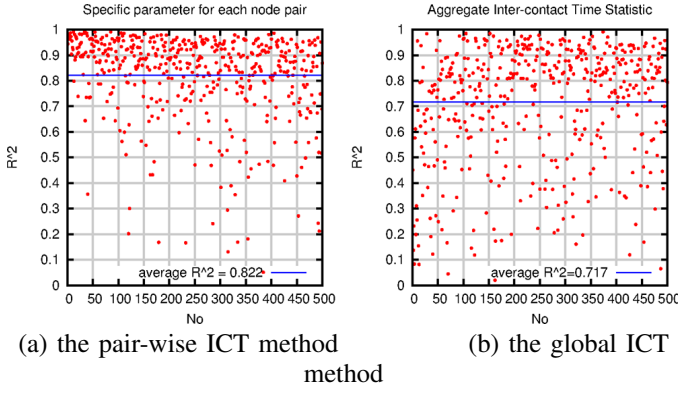 Specific parameter for each node pair
1
0.9
0.8
0.7
0.6
0.5
0.4
0.3
0.2
0.1
0
R^2
average R^2 = 0.822
0 50 100 150 200 250 300 350 400 450 500
No
(a) the pair-wise ICT method
Aggregate Inter-contact Time Statistic
1
0.9
0.8
0.7
0.6
0.5
0.4
0.3
0.2
0.1
0
R^2
average R^2=0.717
0 50 100 150 200 250 300 350 400 450 500
No
(b) the global ICT
method